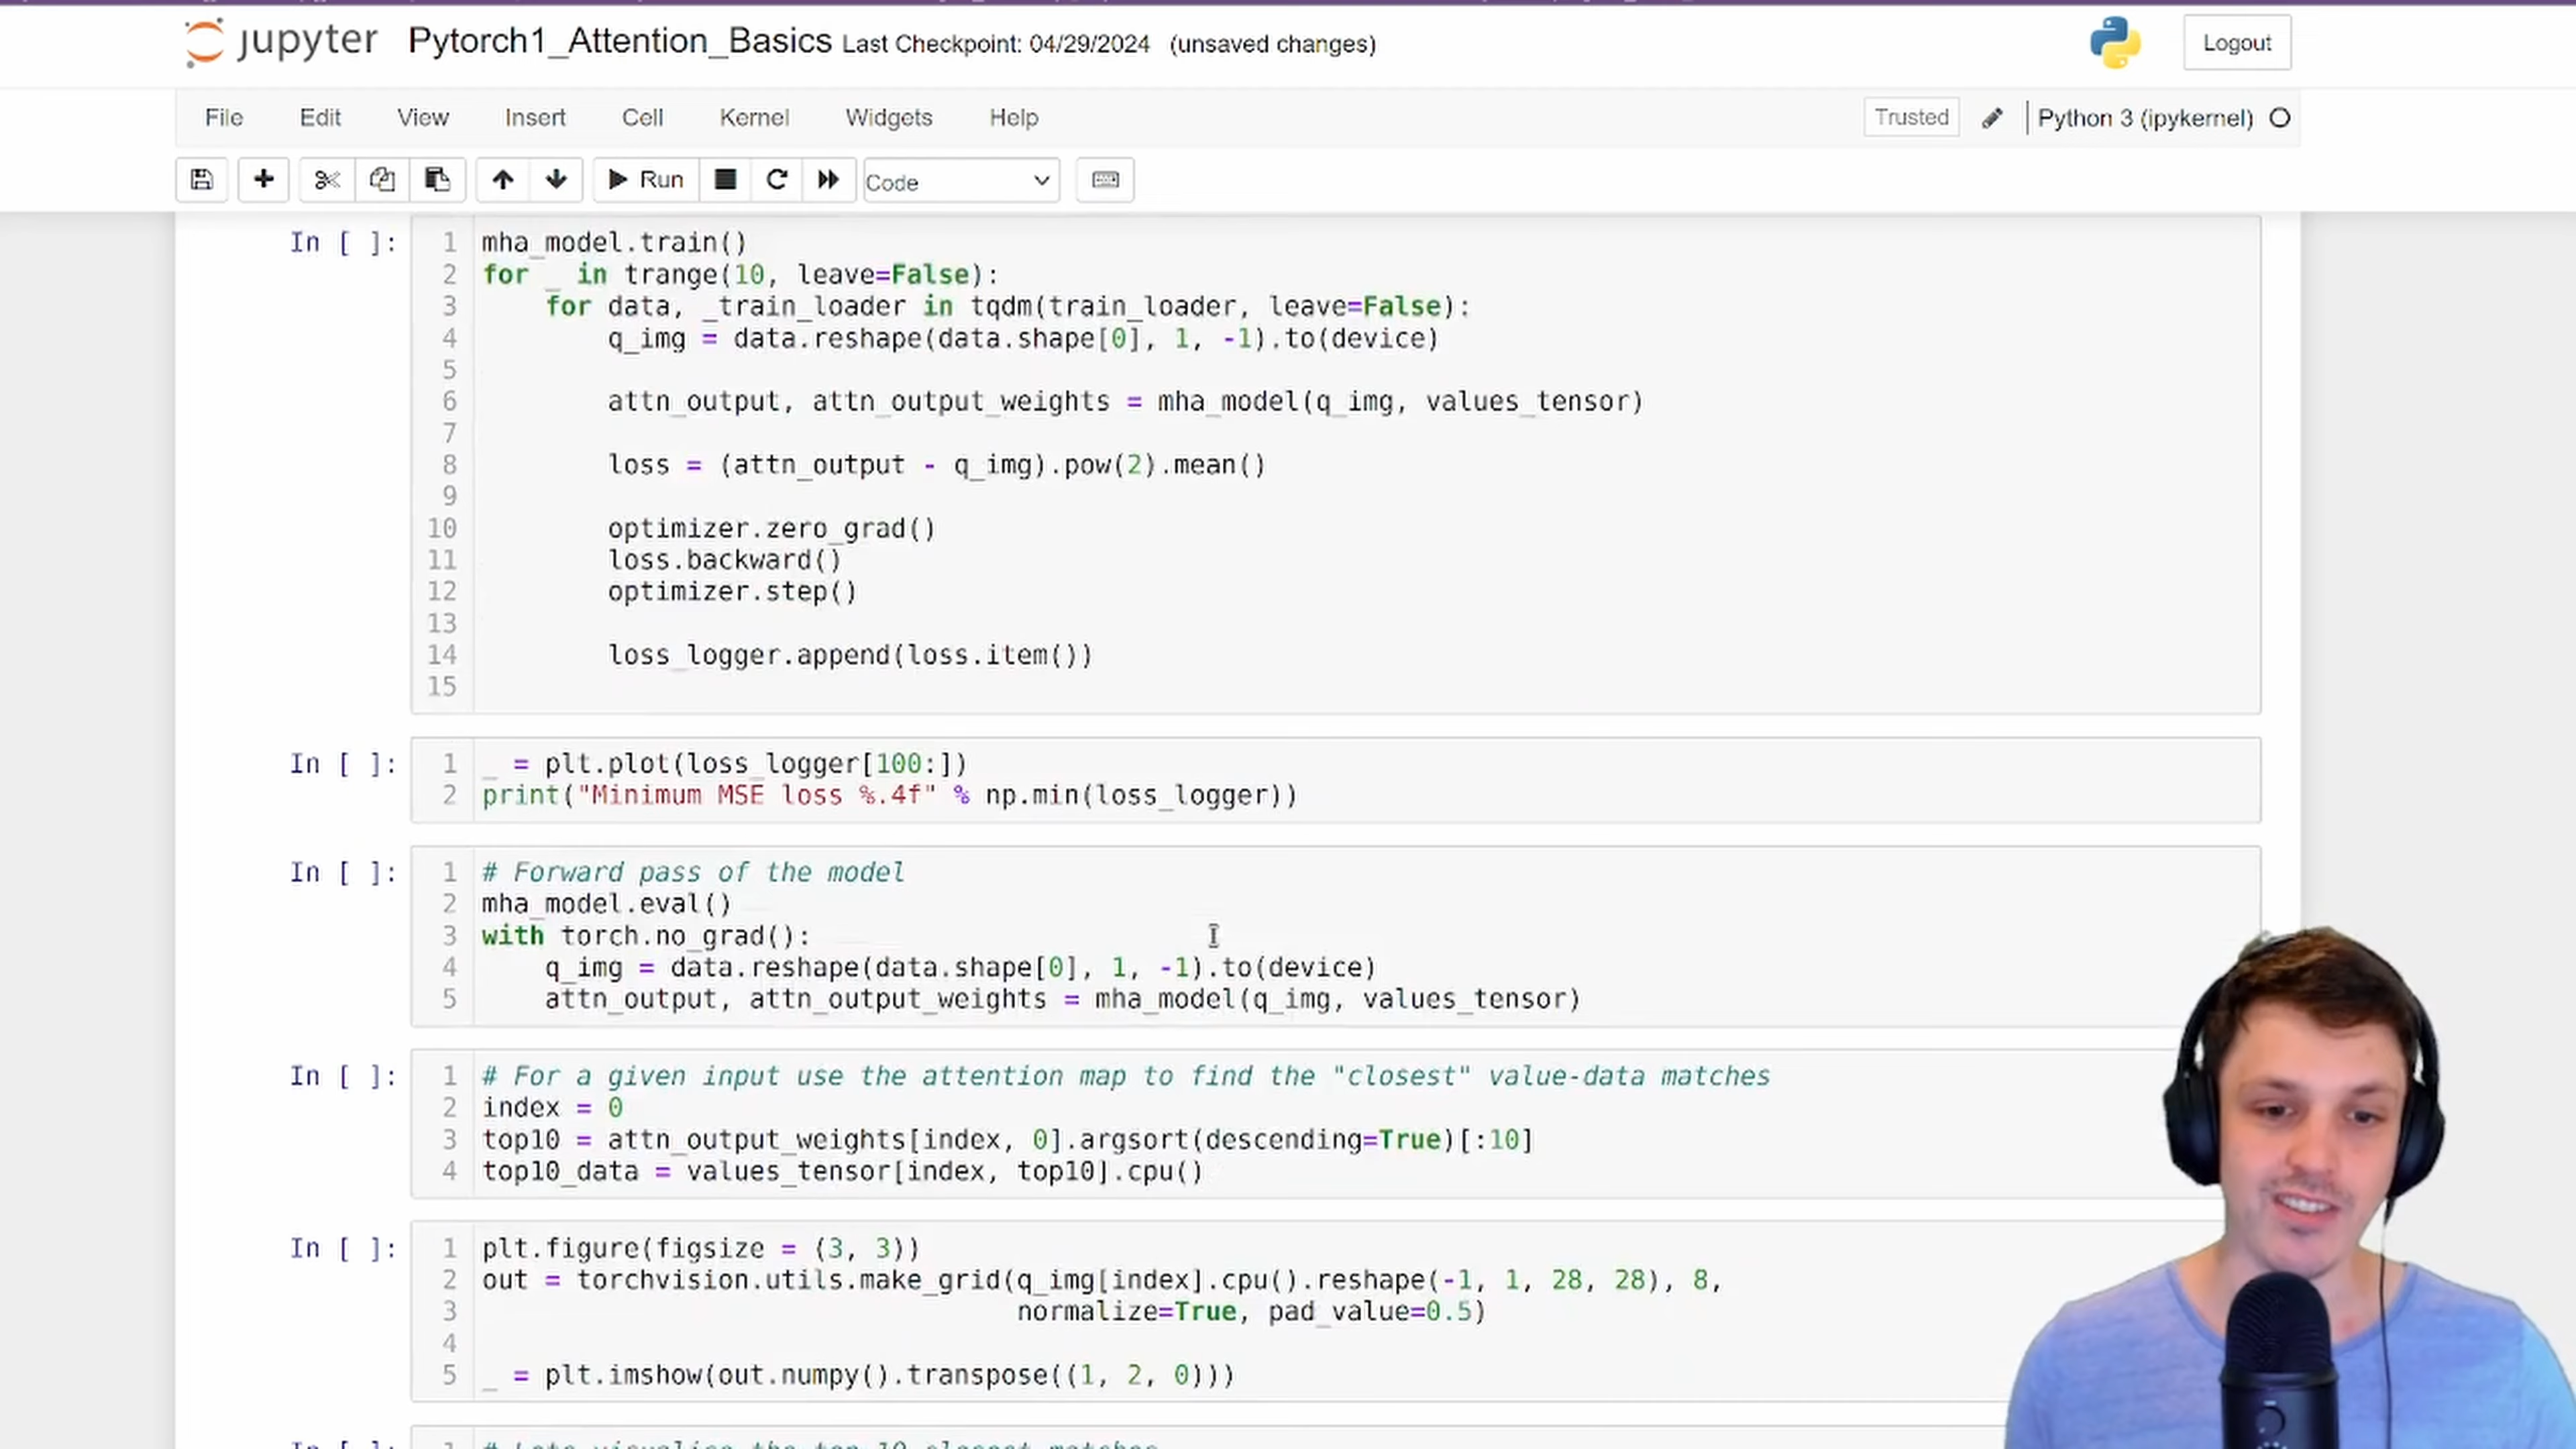 jupyter Pytorch1_Attention_Basics Last Checkpoint: 04/29/2024 (unsaved changes)
Logout
File Edit View Insert Cell Kernel Widgets Help
Trusted
Python 3 (ipykernel)
Run
Code
In [ ]:
1 mha_model.train()
2 for _ in trange(10, leave=False):
3 for data, _train_loader in tqdm(train_loader, leave=False):
4 q_img = data.reshape(data.shape[0], 1, -1).to(device)
5
6 attn_output, attn_output_weights = mha_model(q_img, values_tensor)
7
8 loss = (attn_output - q_img).pow(2).mean()
9
10 optimizer.zero_grad()
11 loss.backward()
12 optimizer.step()
13
14 loss_logger.append(loss.item())
15
In [ ]:
1 _ = plt.plot(loss_logger[100:])
2 print("Minimum MSE loss %.4f" % np.min(loss_logger))
In [ ]:
1 # Forward pass of the model
2 mha_model.eval()
3 with torch.no_grad():
4 q_img = data.reshape(data.shape[0], 1, -1).to(device)
5 attn_output, attn_output_weights = mha_model(q_img, values_tensor)
In [ ]:
1 # For a given input use the attention map to find the "closest" value-data matches
2 index = 0
3 top10 = attn_output_weights[index, 0].argsort(descending=True)[:10]
4 top10_data = values_tensor[index, top10].cpu()
In [ ]:
1 plt.figure(figsize = (3, 3))
2 out = torchvision.utils.make_grid(q_img[index].cpu().reshape(-1, 1, 28, 28), 8,
3 normalize=True, pad_value=0.5)
4
5 _ = plt.imshow(out.numpy().transpose((1, 2, 0)))